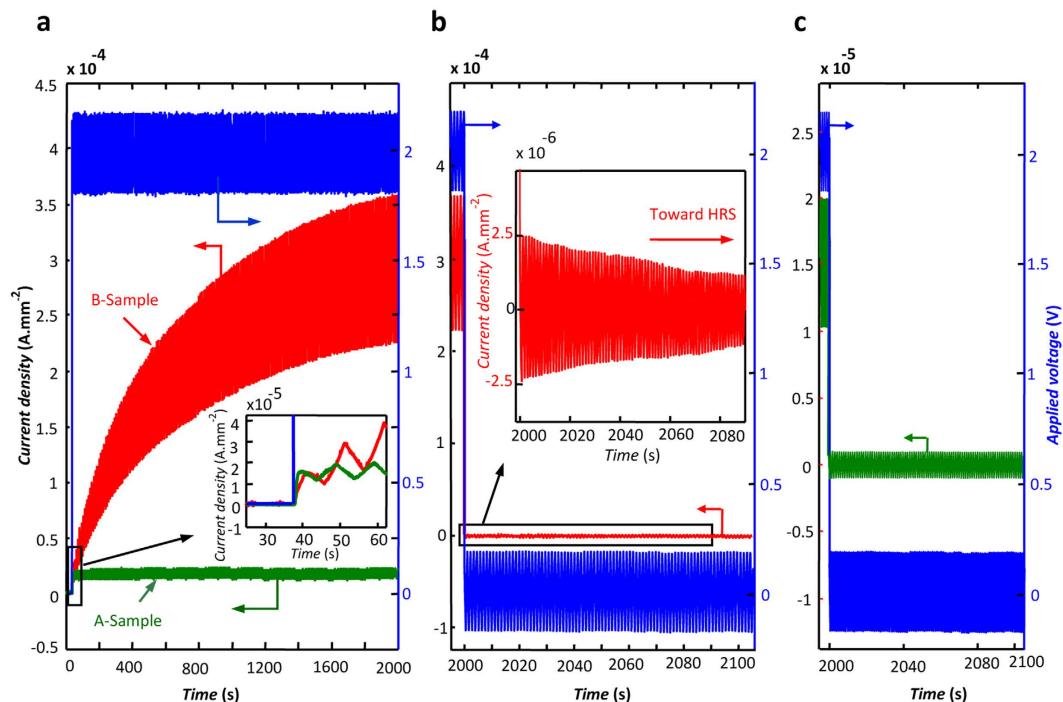 a
x 10-4
4.5
4
3.5
3
2.5
2
1.5
1
0.5
0
-0.5
Current density (A.mm-2)
2
1.5
1
0.5
0
B-Sample
A-Sample
x10-5
4
3
2
1
0
-1
Current density (A.mm-2)
30 40 50 60
Time (s)
0 400 800 1200 1600 2000
Time (s)
b
x 10-4
4
3
2
1
0
-1
2
1.5
1
0.5
0
x 10-6
2.5
0
-2.5
Current density (A.mm-2)
Toward HRS
2000 2020 2040 2060 2080
Time (s)
2000 2020 2040 2060 2080 2100
Time (s)
c
x 10-5
2.5
2
1.5
1
0.5
0
-0.5
-1
2
1.5
1
0.5
0
Applied voltage (V)
2000 2040 2060 2100
Time (s)